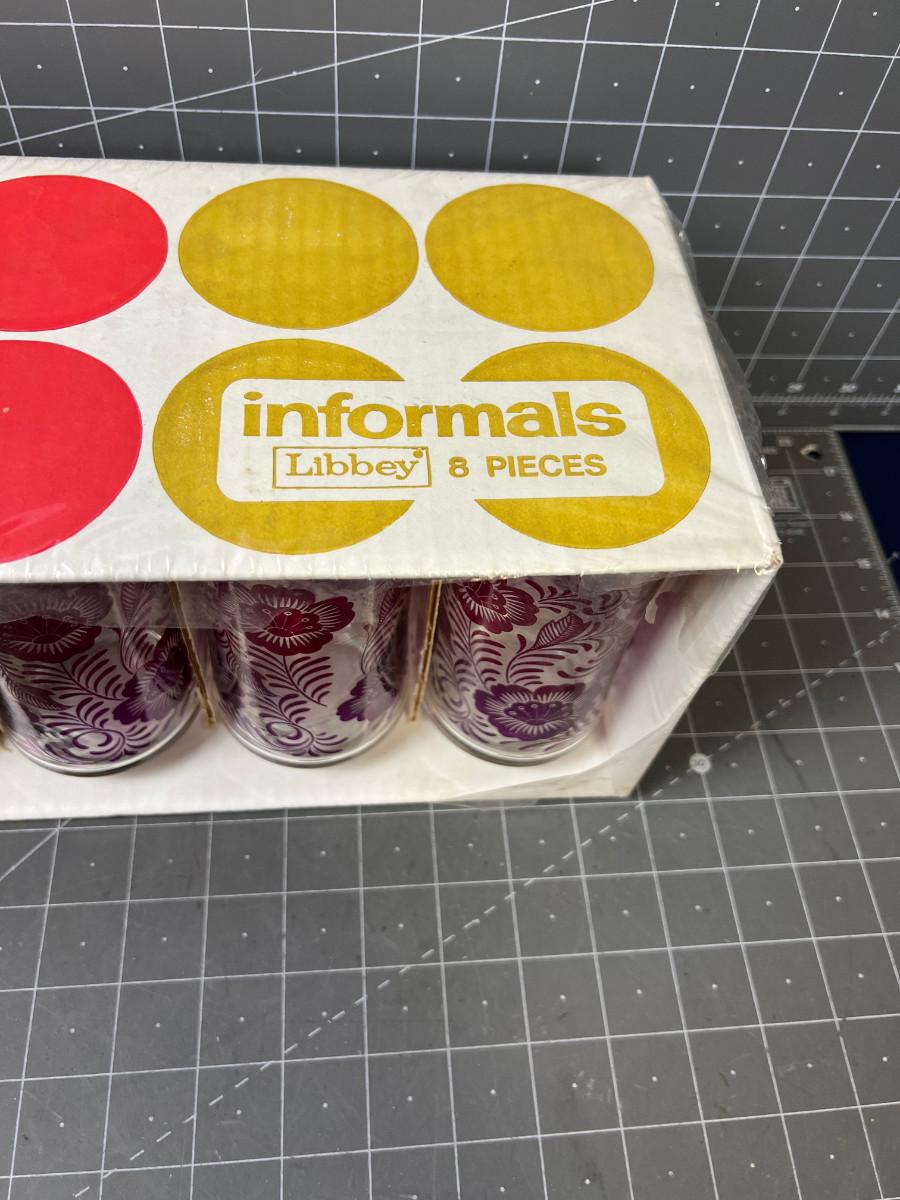 informals
Libbey 8 PIECES